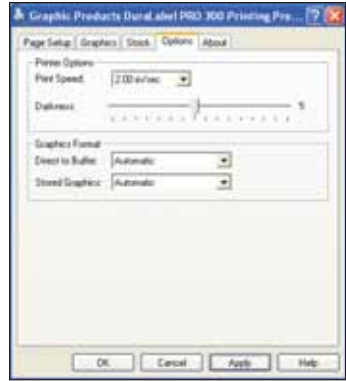 Graphic Products DuraLabel PRO 300 Printing Pre...
Page Setup Graphics Stock Options About
Printer Options
Print Speed: 2.00 in/sec
Darkness: 5
Graphics Format
Direct to Buffer: Automatic
Stored Graphics: Automatic
OK Cancel Apply Help